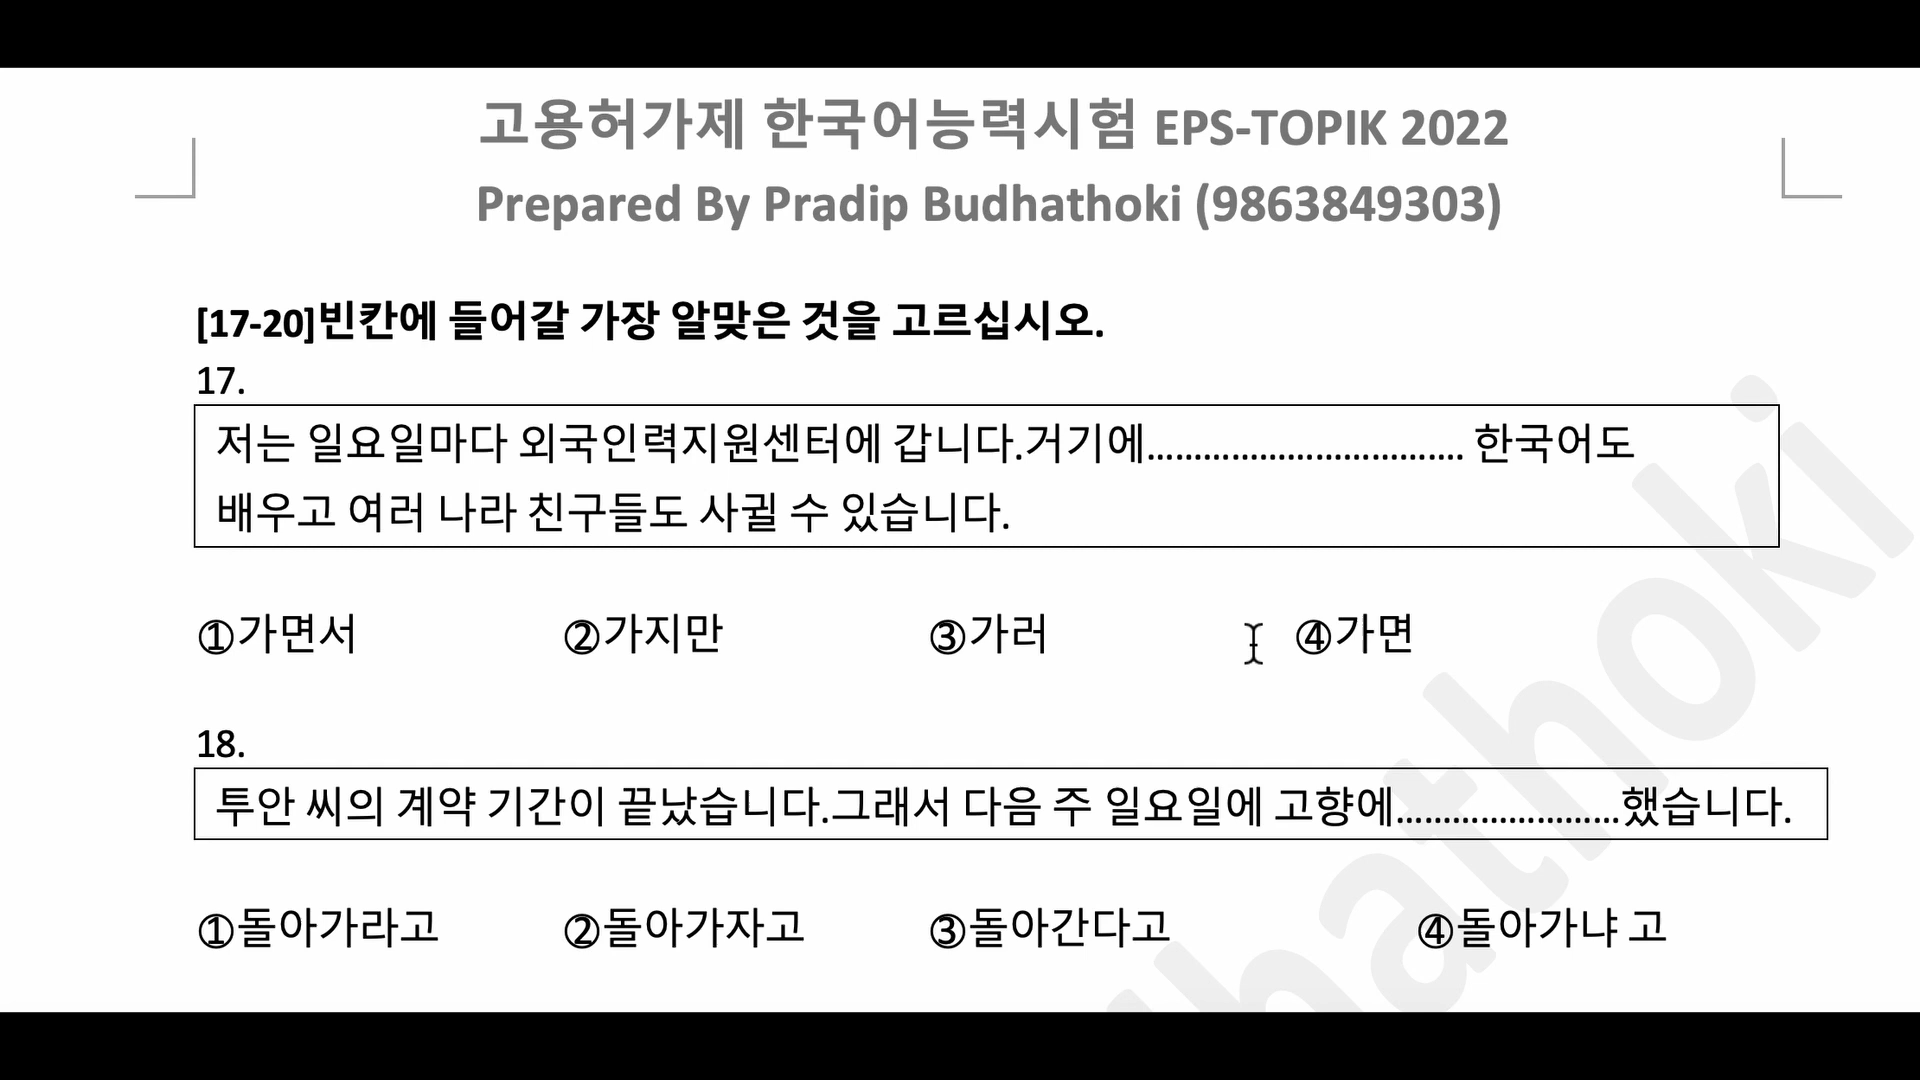 고용허가제 한국어능력시험 EPS-TOPIK 2022
Prepared By Pradip Budhathoki (9863849303)
[17-20]빈칸에 들어갈 가장 알맞은 것을 고르십시오.
17.
저는 일요일마다 외국인력지원센터에 갑니다.거기에................................. 한국어도
배우고 여러 나라 친구들도 사귈 수 있습니다.
①가면서 ②가지만 ③가러 ④가면
18.
투안 씨의 계약 기간이 끝났습니다.그래서 다음 주 일요일에 고향에.......................했습니다.
①돌아가라고 ②돌아가자고 ③돌아간다고 ④돌아가냐 고
hathoki